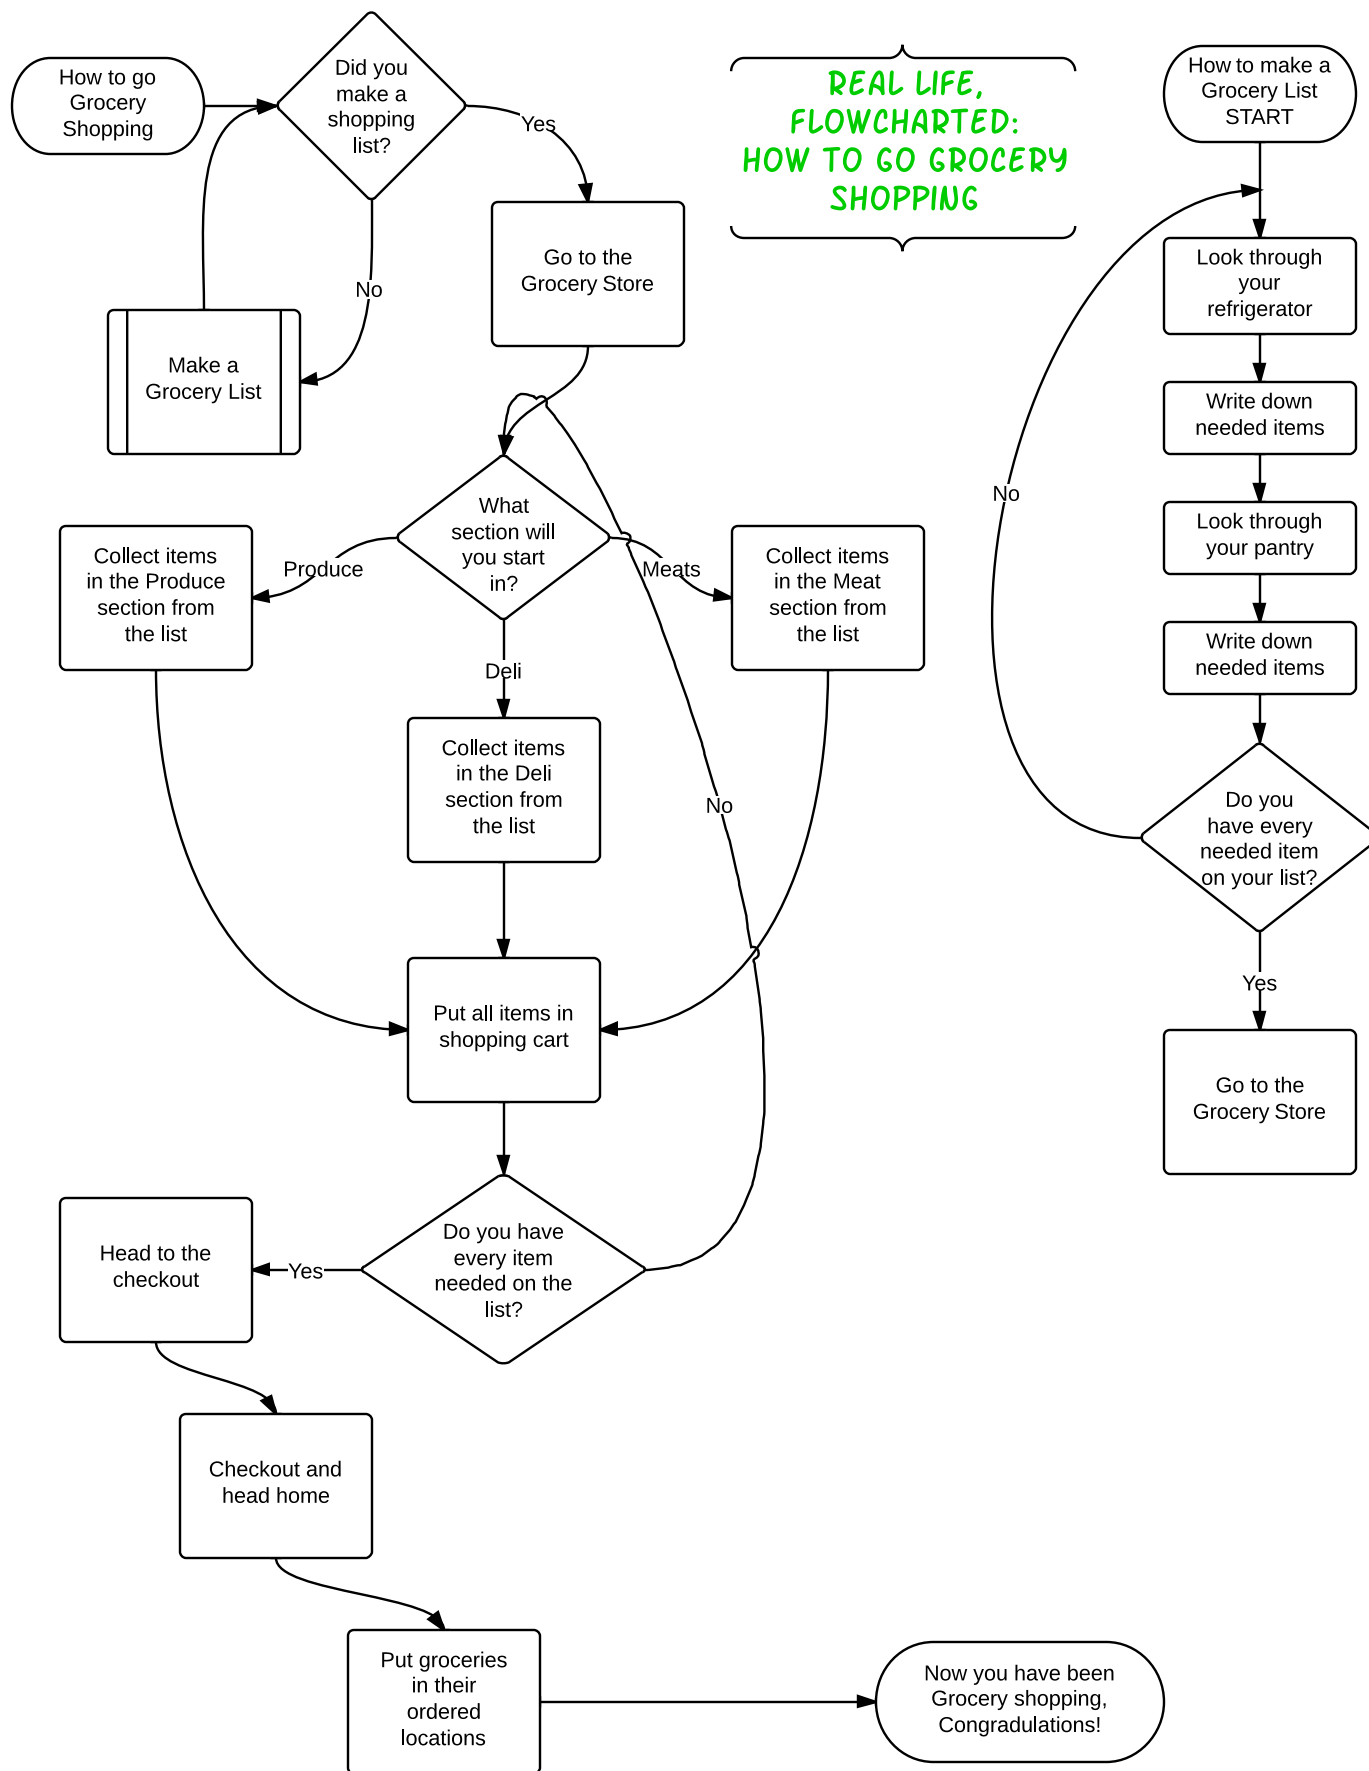 How to go
Grocery
Shopping
Did you
make a
shopping
list?
Yes
No
Make a
Grocery List
Go to the
Grocery Store
REAL LIFE,
FLOWCHARTED:
HOW TO GO GROCERY
SHOPPING
What
section will
you start
in?
Produce
Deli
Meats
Collect items
in the Produce
section from
the list
Collect items
in the Deli
section from
the list
Collect items
in the Meat
section from
the list
Put all items in
shopping cart
Do you have
every item
needed on the
list?
No
Yes
Head to the
checkout
Checkout and
head home
Put groceries
in their
ordered
locations
Now you have been
Grocery shopping,
Congradulations!
How to make a
Grocery List
START
Look through
your
refrigerator
Write down
needed items
Look through
your pantry
Write down
needed items
Do you
have every
needed item
on your list?
No
Yes
Go to the
Grocery Store